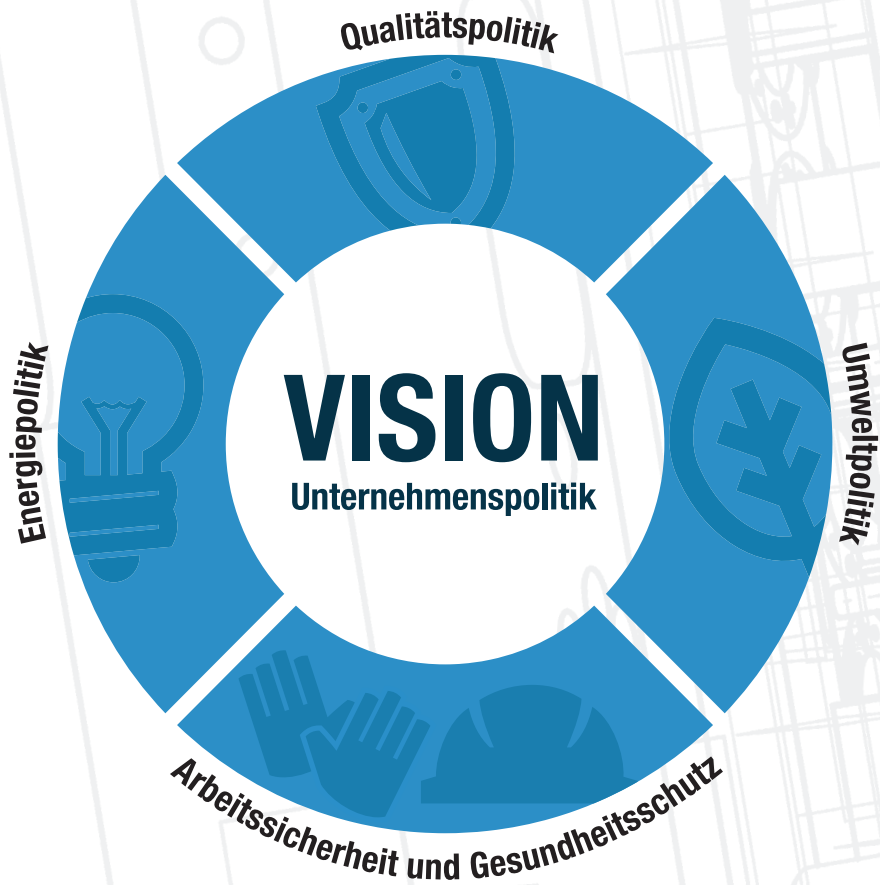 Qualitätspolitik
Energiepolitik
VISION
Unternehmenspolitik
Umweltpolitik
Arbeitssicherheit und Gesundheitsschutz